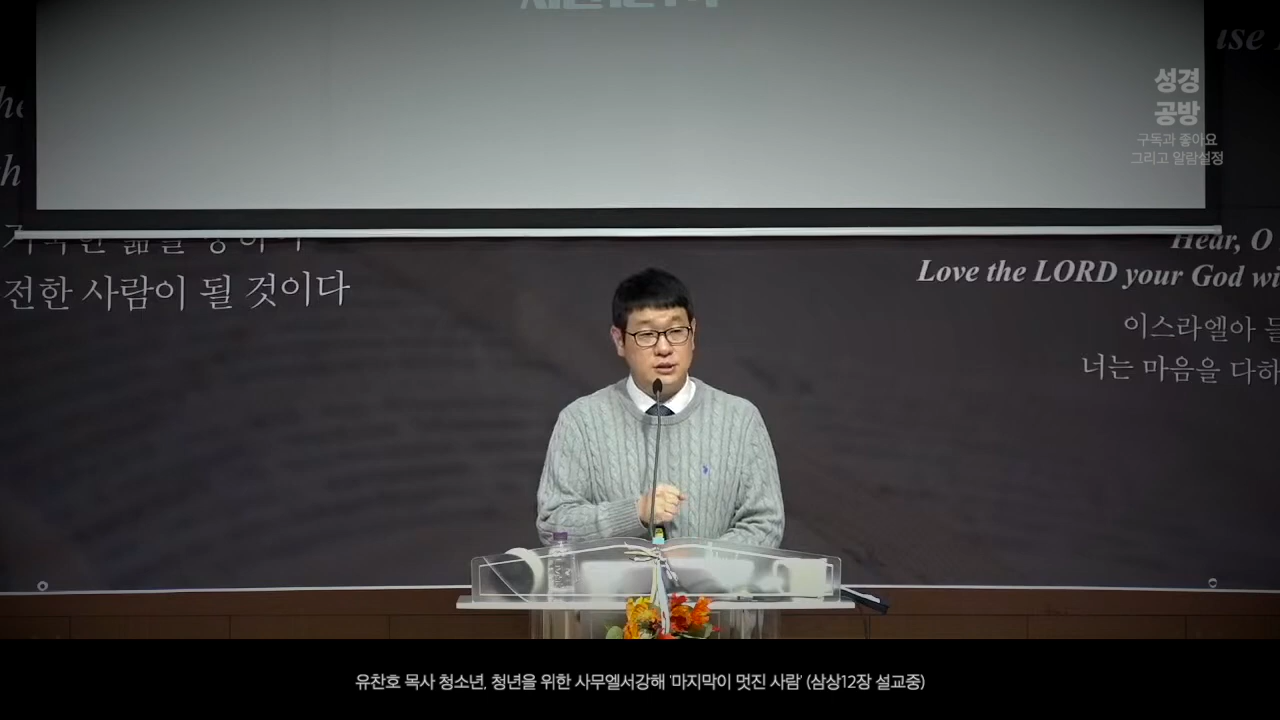 성경
공방
구독과 좋아요
그리고 알람설정
전한 사람이 될 것이다
Hear, O
Love the LORD your God
이스라엘아
너는 마음을
유찬호 목사 청소년, 청년을 위한 사무엘서강해 '마지막이 멋진 사람' (삼상12장 설교중)